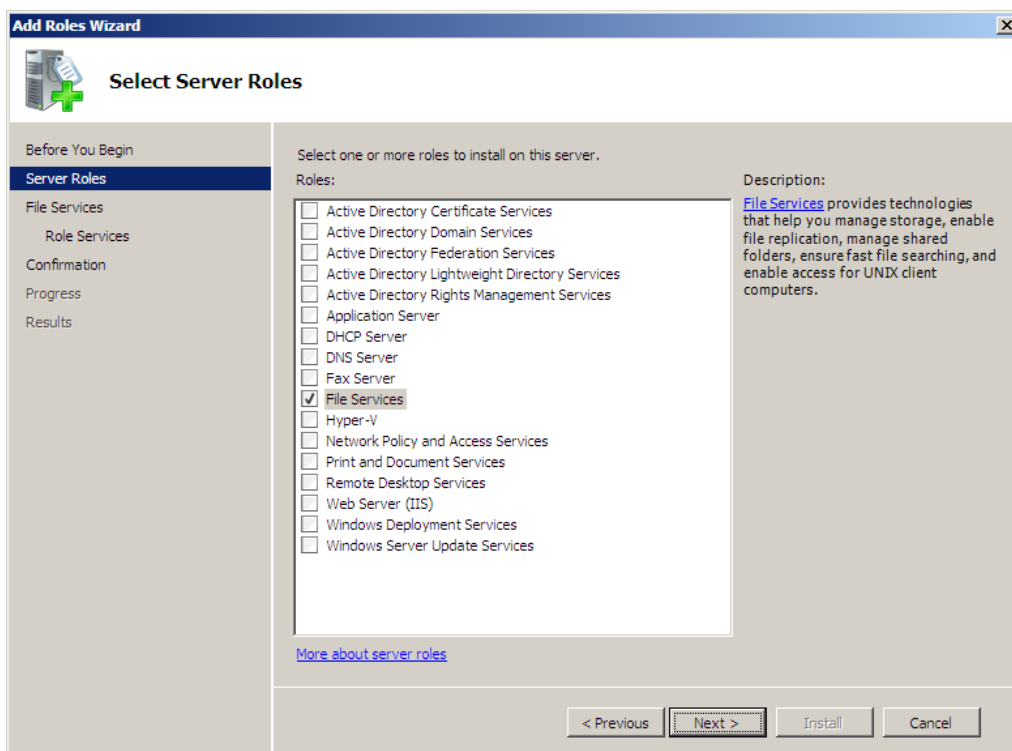 Add Roles Wizard
Select Server Roles
Before You Begin
Server Roles
File Services
Role Services
Confirmation
Progress
Results
Select one or more roles to install on this server.
Roles:
Active Directory Certificate Services
Active Directory Domain Services
Active Directory Federation Services
Active Directory Lightweight Directory Services
Active Directory Rights Management Services
Application Server
DHCP Server
DNS Server
Fax Server
File Services
Hyper-V
Network Policy and Access Services
Print and Document Services
Remote Desktop Services
Web Server (IIS)
Windows Deployment Services
Windows Server Update Services
More about server roles
Description:
File Services provides technologies
that help you manage storage, enable
file replication, manage shared
folders, ensure fast file searching, and
enable access for UNIX client
computers.
< Previous
Next >
Install
Cancel